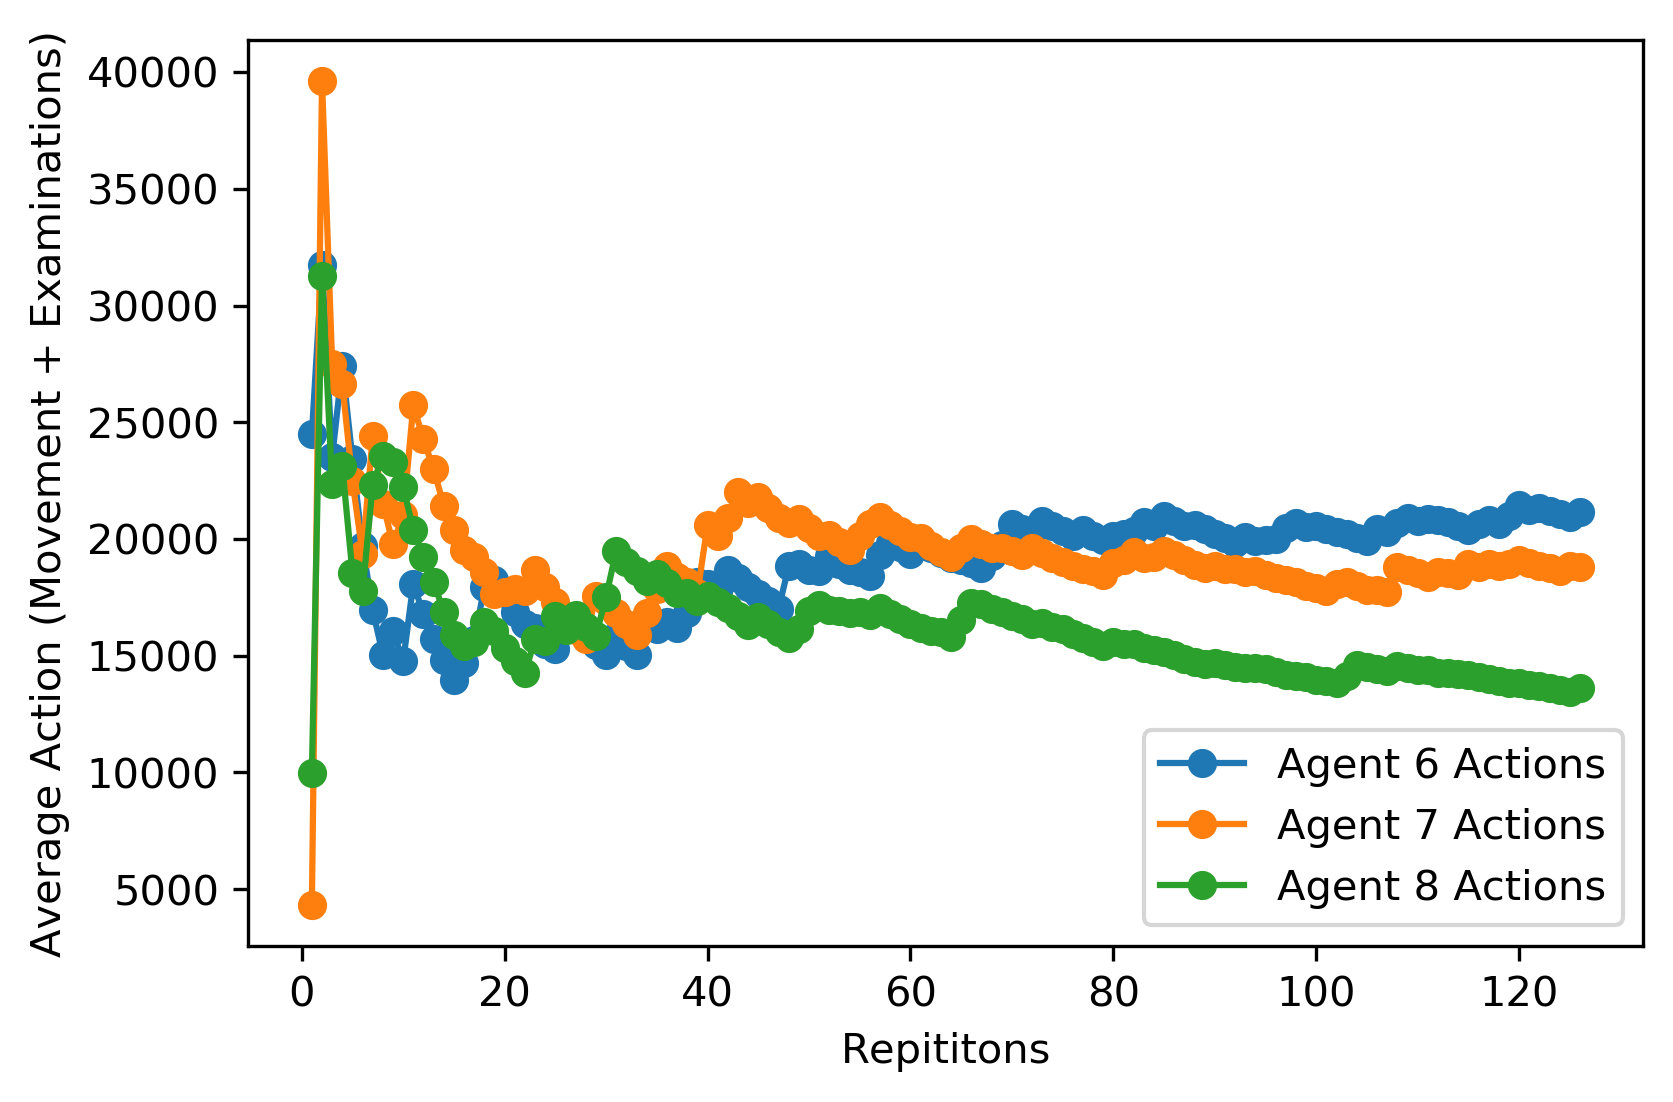 Average Action (Movement + Examinations)
40000
35000
30000
25000
20000
15000
10000
5000
0 20 40 60 80 100 120
Repititons
Agent 6 Actions
Agent 7 Actions
Agent 8 Actions